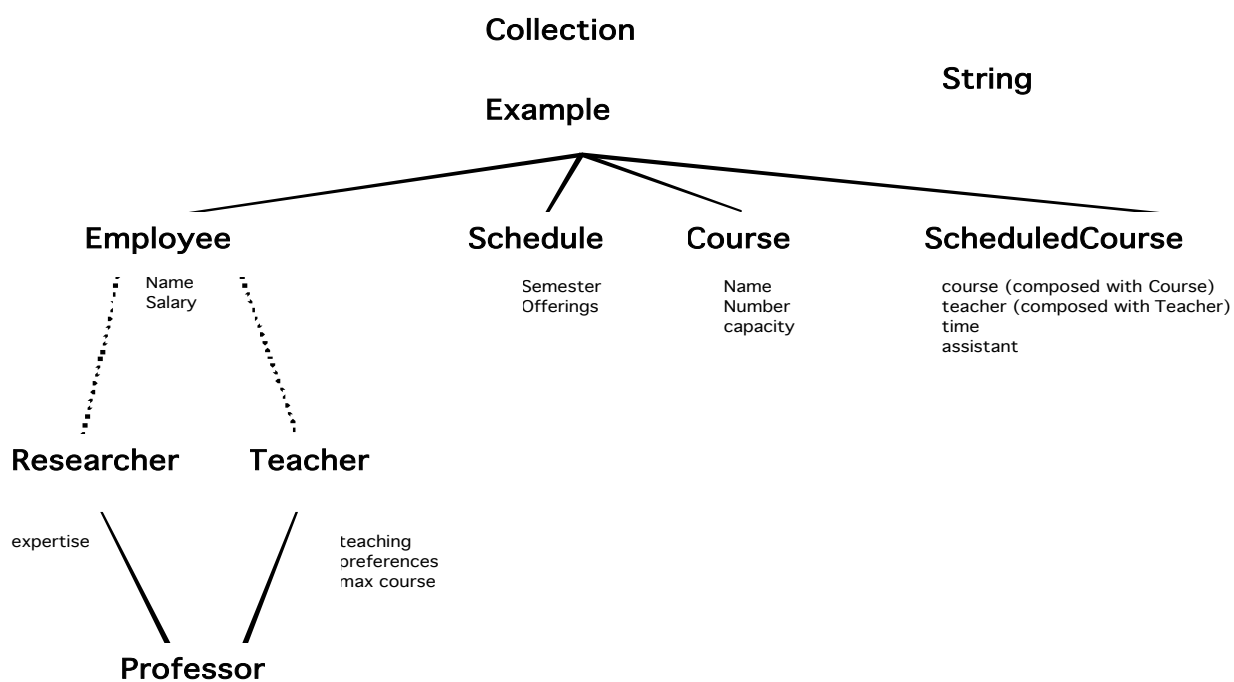 Collection
String
Example
Employee
Schedule
Course
ScheduledCourse
Name
Salary
Semester
Offerings
Name
Number
capacity
course (composed with Course)
teacher (composed with Teacher)
time
assistant
Researcher
Teacher
expertise
teaching
preferences
max course
Professor